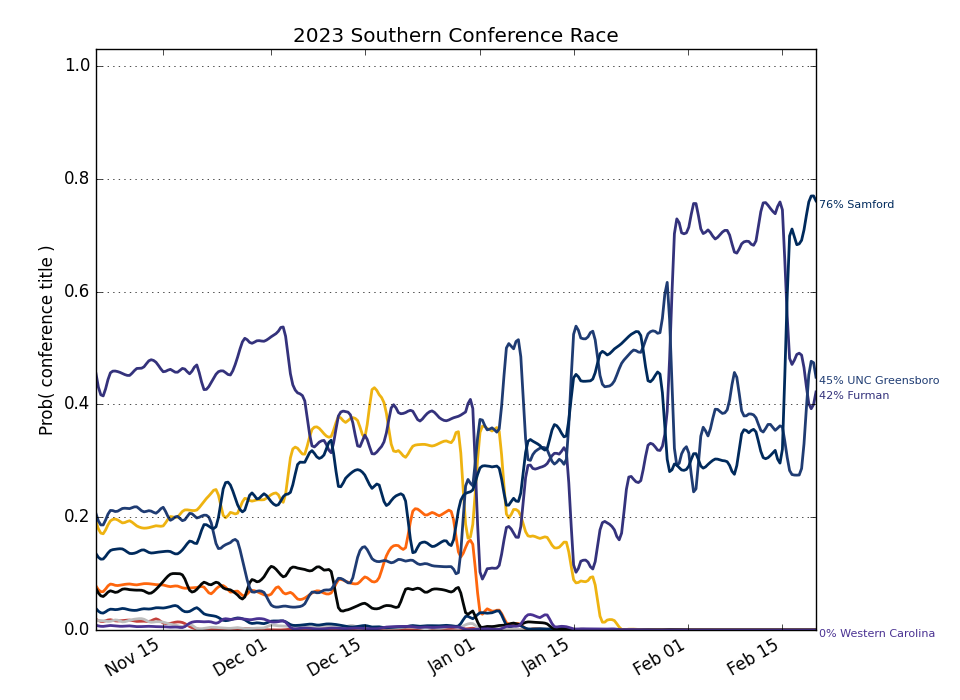 2023 Southern Conference Race
Prob( conference title )
1.0
0.8
0.6
0.4
0.2
0.0
76% Samford
45% UNC Greensboro
42% Furman
0% Western Carolina
Nov 15
Dec 01
Dec 15
Jan 01
Jan 15
Feb 01
Feb 15